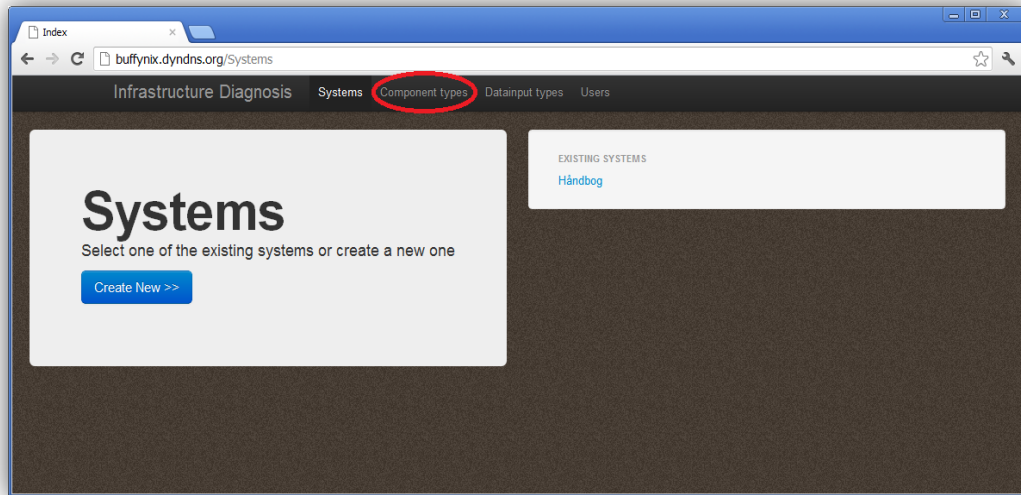 Index
buffynix.dyndns.org/Systems
Infrastructure Diagnosis Systems Component types Datainput types Users
Systems
Select one of the existing systems or create a new one
Create New >>
EXISTING SYSTEMS
Håndbog